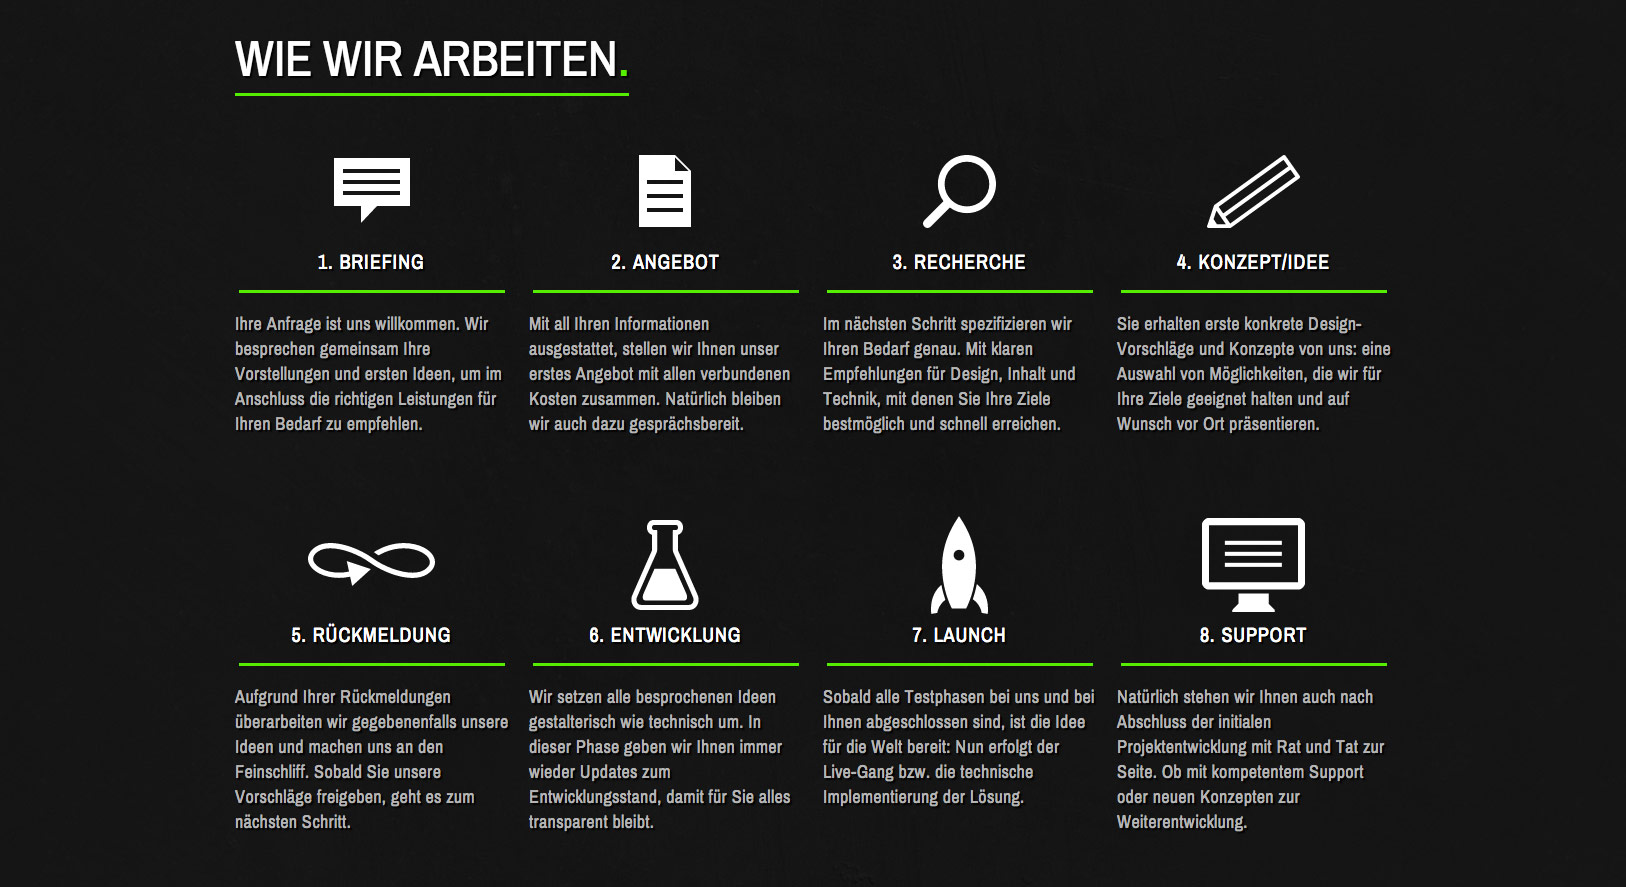 WIE WIR ARBEITEN.
1. BRIEFING
Ihre Anfrage ist uns willkommen. Wir
besprechen gemeinsam Ihre
Vorstellungen und ersten Ideen, um im
Anschluss die richtigen Leistungen für
Ihren Bedarf zu empfehlen.
2. ANGEBOT
Mit all Ihren Informationen
ausgestattet, stellen wir Ihnen unser
erstes Angebot mit allen verbundenen
Kosten zusammen. Natürlich bleiben
wir auch dazu gesprächsbereit.
3. RECHERCHE
Im nächsten Schritt spezifizieren wir
Ihren Bedarf genau. Mit klaren
Empfehlungen für Design, Inhalt und
Technik, mit denen Sie Ihre Ziele
bestmöglich und schnell erreichen.
4. KONZEPT/IDEE
Sie erhalten erste konkrete Design-
Vorschläge und Konzepte von uns: eine
Auswahl von Möglichkeiten, die wir für
Ihre Ziele geeignet halten und auf
Wunsch vor Ort präsentieren.
5. RÜCKMELDUNG
Aufgrund Ihrer Rückmeldungen
überarbeiten wir gegebenenfalls unsere
Ideen und machen uns an den
Feinschliff. Sobald Sie unsere
Vorschläge freigeben, geht es zum
nächsten Schritt.
6. ENTWICKLUNG
Wir setzen alle besprochenen Ideen
gestalterisch wie technisch um. In
dieser Phase geben wir Ihnen immer
wieder Updates zum
Entwicklungsstand, damit für Sie alles
transparent bleibt.
7. LAUNCH
Sobald alle Testphasen bei uns und bei
Ihnen abgeschlossen sind, ist die Idee
für die Welt bereit: Nun erfolgt der
Live-Gang bzw. die technische
Implementierung der Lösung.
8. SUPPORT
Natürlich stehen wir Ihnen auch nach
Abschluss der initialen
Projektentwicklung mit Rat und Tat zur
Seite. Ob mit kompetentem Support
oder neuen Konzepten zur
Weiterentwicklung.